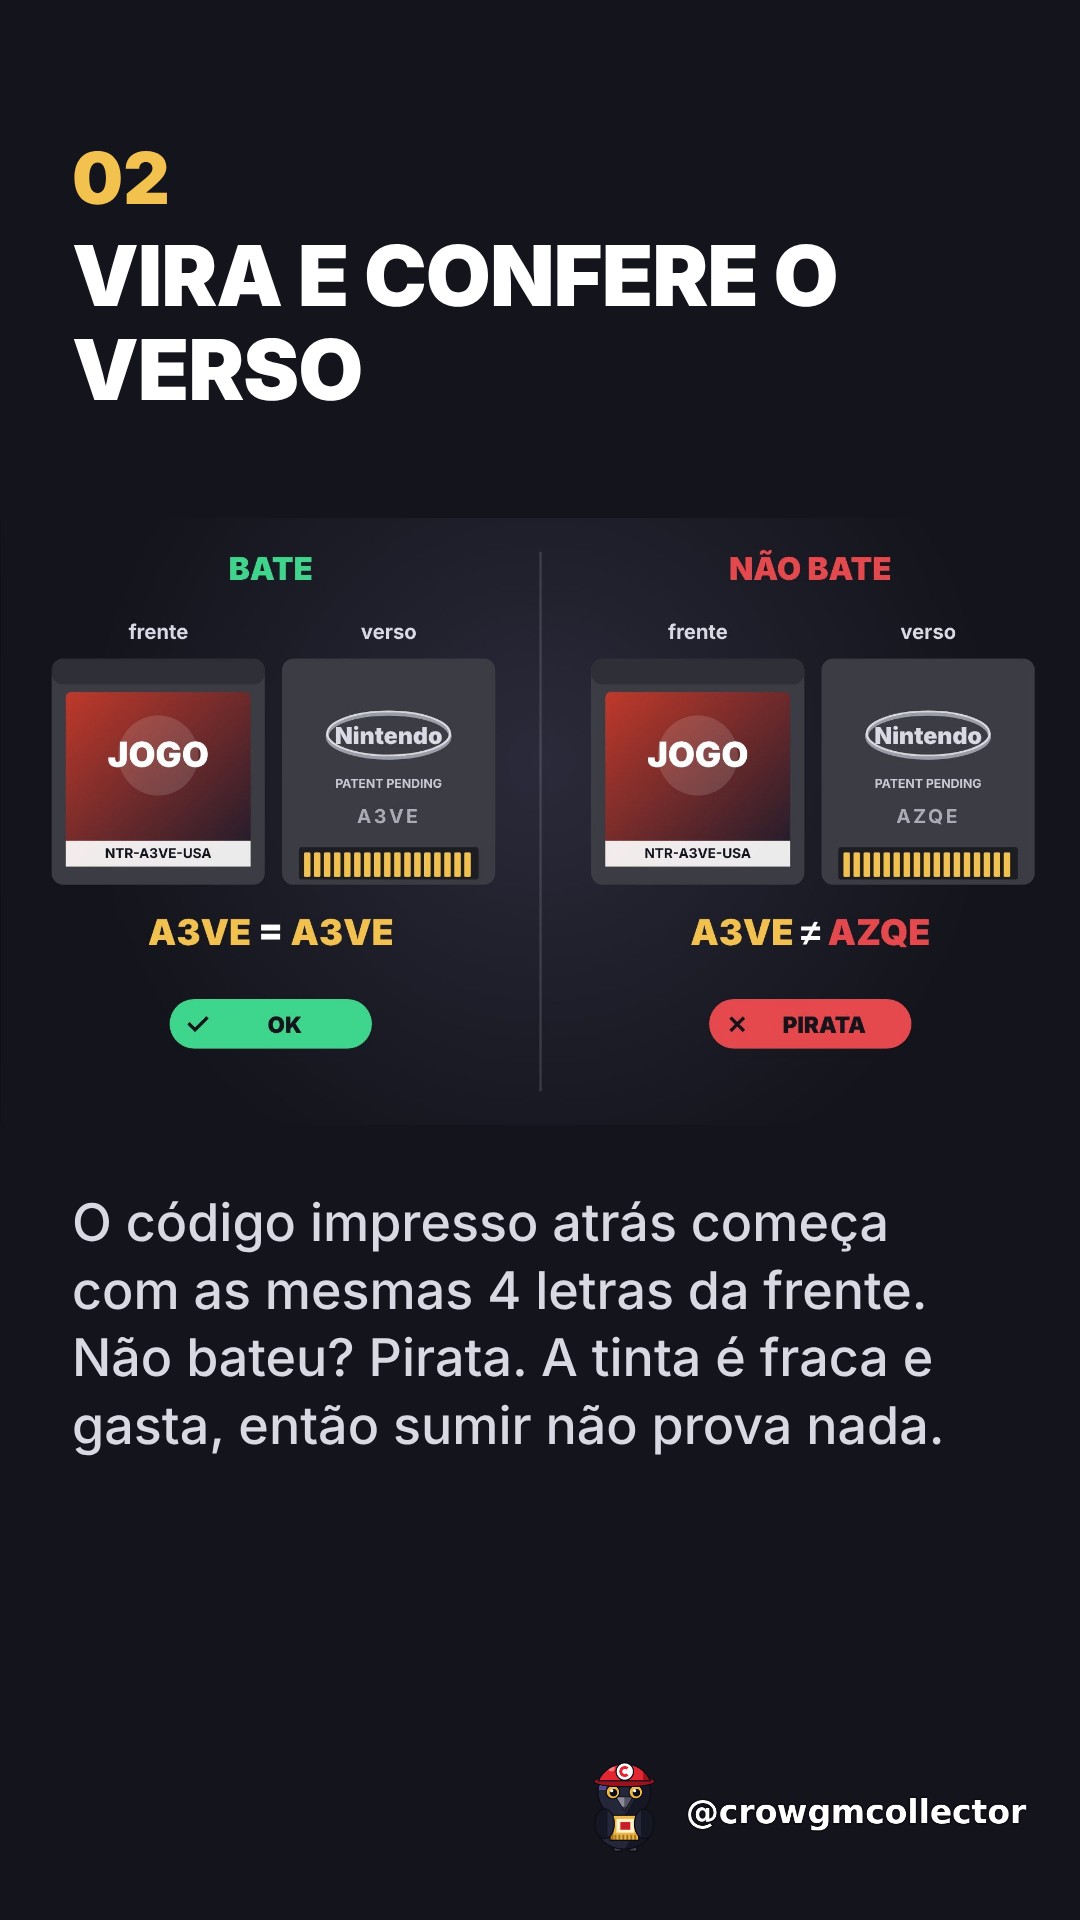 02
VIRA E CONFERE O
VERSO
BATE
NÃO BATE
frente
verso
frente
verso
JOGO
NTR-A3VE-USA
Nintendo
PATENT PENDING
A3VE
JOGO
NTR-A3VE-USA
Nintendo
PATENT PENDING
AZQE
A3VE = A3VE
A3VE ≠ AZQE
✓ OK
✕ PIRATA
O código impresso atrás começa
com as mesmas 4 letras da frente.
Não bateu? Pirata. A tinta é fraca e
gasta, então sumir não prova nada.
C
@crowgmcollector